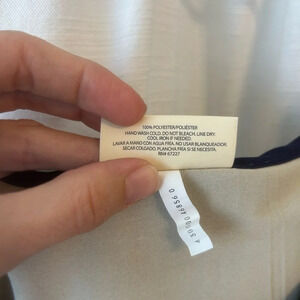 100% POLYESTER/POLIÉSTER
HAND WASH COLD. DO NOT BLEACH. LINE DRY.
COOL IRON IF NEEDED.
LAVAR A MANO CON AGUA FRÍA. NO USAR BLANQUEADOR.
SECAR COLGADO. PLANCHA FRÍA SI SE NECESITA.
RN# 67227